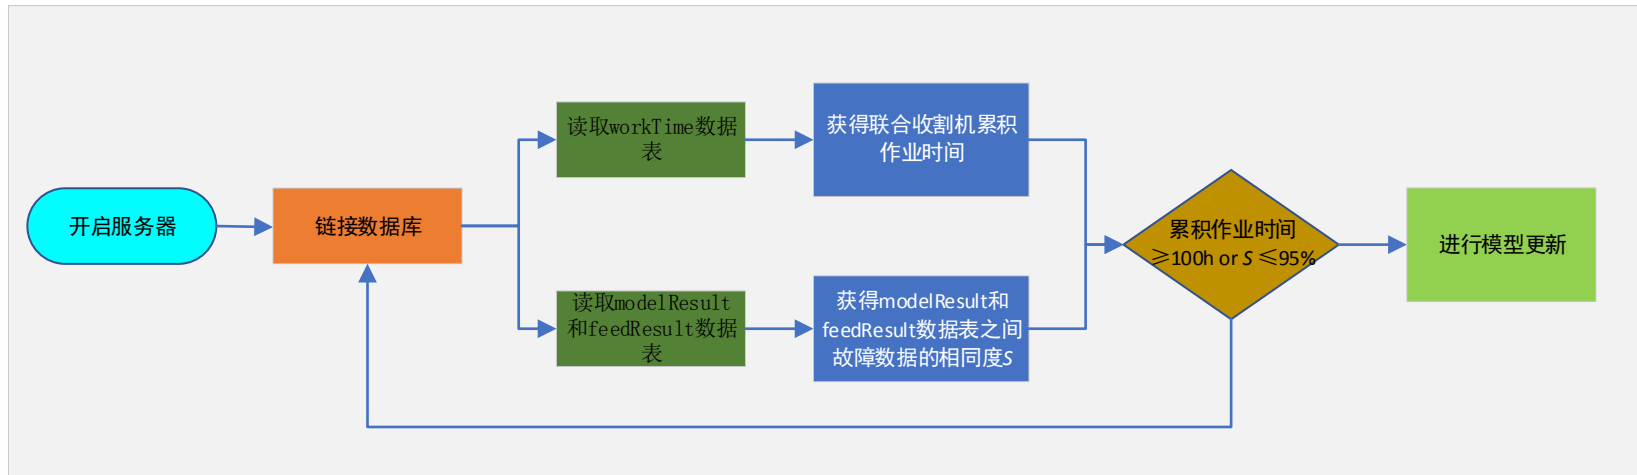 开启服务器
链接数据库
读取workTime数据
表
获得联合收割机累积
作业时间
读取modelResult
和feedResult数据
表
获得modelResult和
feedResult数据表之间
故障数据的相同度S
累积作业时间
≥100h or S ≤95%
进行模型更新